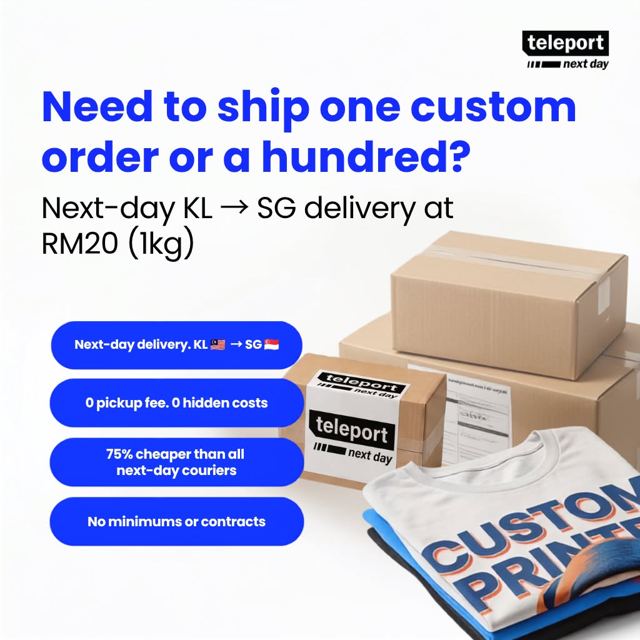 teleport
next day
Need to ship one custom
order or a hundred?
Next-day KL → SG delivery at
RM20 (1kg)
Next-day delivery. KL 🇲🇾 → SG 🇸🇬
0 pickup fee. 0 hidden costs
75% cheaper than all
next-day couriers
No minimums or contracts
teleport
next day
teleport
next day
CUSTOM